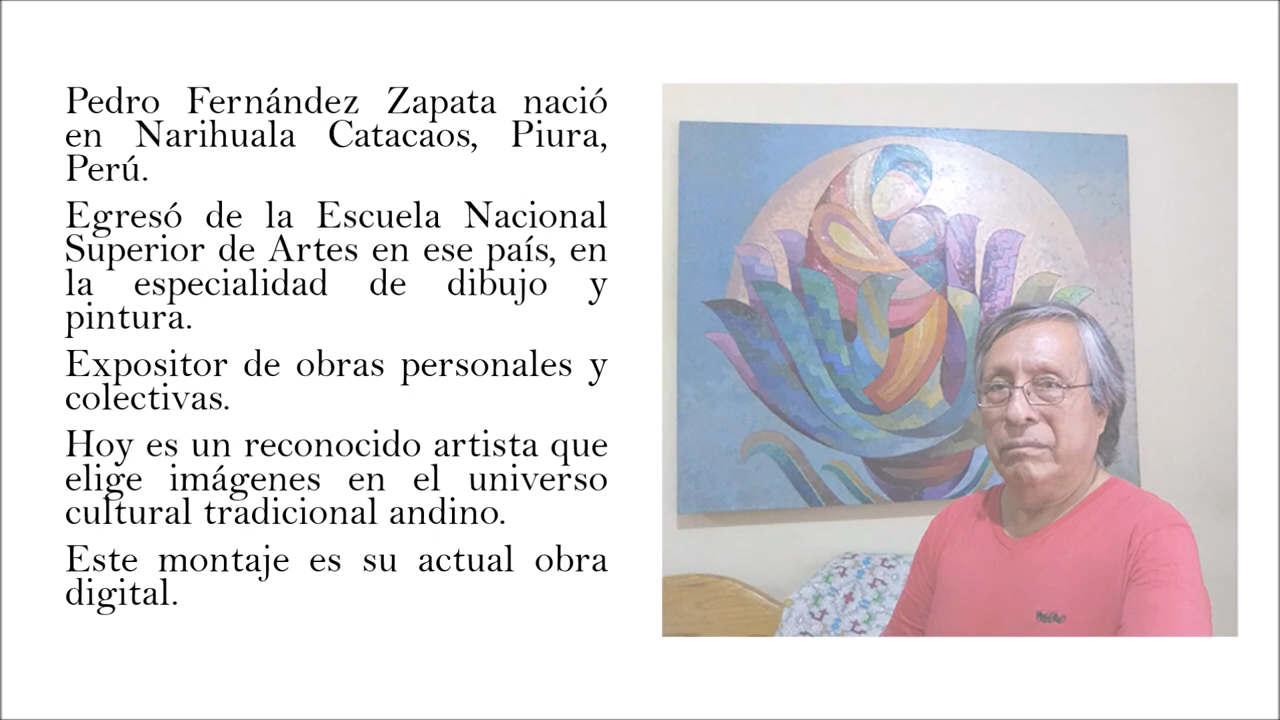 Pedro Fernández Zapata nació
en Narihuala Catacaos, Piura,
Perú.
Egresó de la Escuela Nacional
Superior de Artes en ese país, en
la especialidad de dibujo y
pintura.
Expositor de obras personales y
colectivas.
Hoy es un reconocido artista que
elige imágenes en el universo
cultural tradicional andino.
Este montaje es su actual obra
digital.